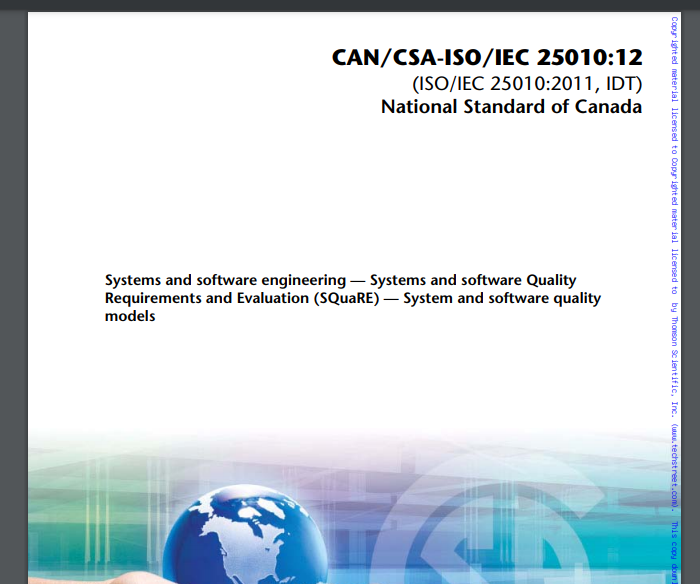 CAN/CSA-ISO/IEC 25010:12
(ISO/IEC 25010:2011, IDT)
National Standard of Canada
Systems and software engineering — Systems and software Quality
Requirements and Evaluation (SQuaRE) — System and software quality
models
Copyrighted material licensed to Copyrighted material licensed to by Thomson Scientific, Inc. (www.techstreet.com). This copy down